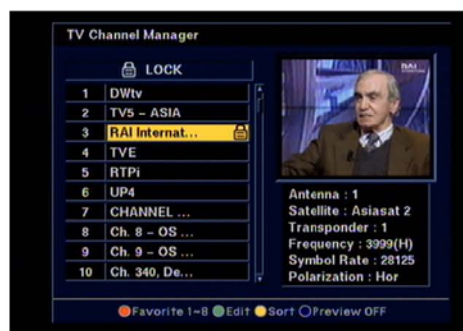 TV Channel Manager
LOCK
1 DWtv
2 TV5 – ASIA
3 RAI Internat...
4 TVE
5 RTPi
6 UP4
7 CHANNEL ...
8 Ch. 8 – OS ...
9 Ch. 9 – OS ...
10 Ch. 340, De...
RAI
Antenna : 1
Satellite : Asiasat 2
Transponder : 1
Frequency : 3999(H)
Symbol Rate : 28125
Polarization : Hor
Favorite 1~8 Edit Sort Preview OFF